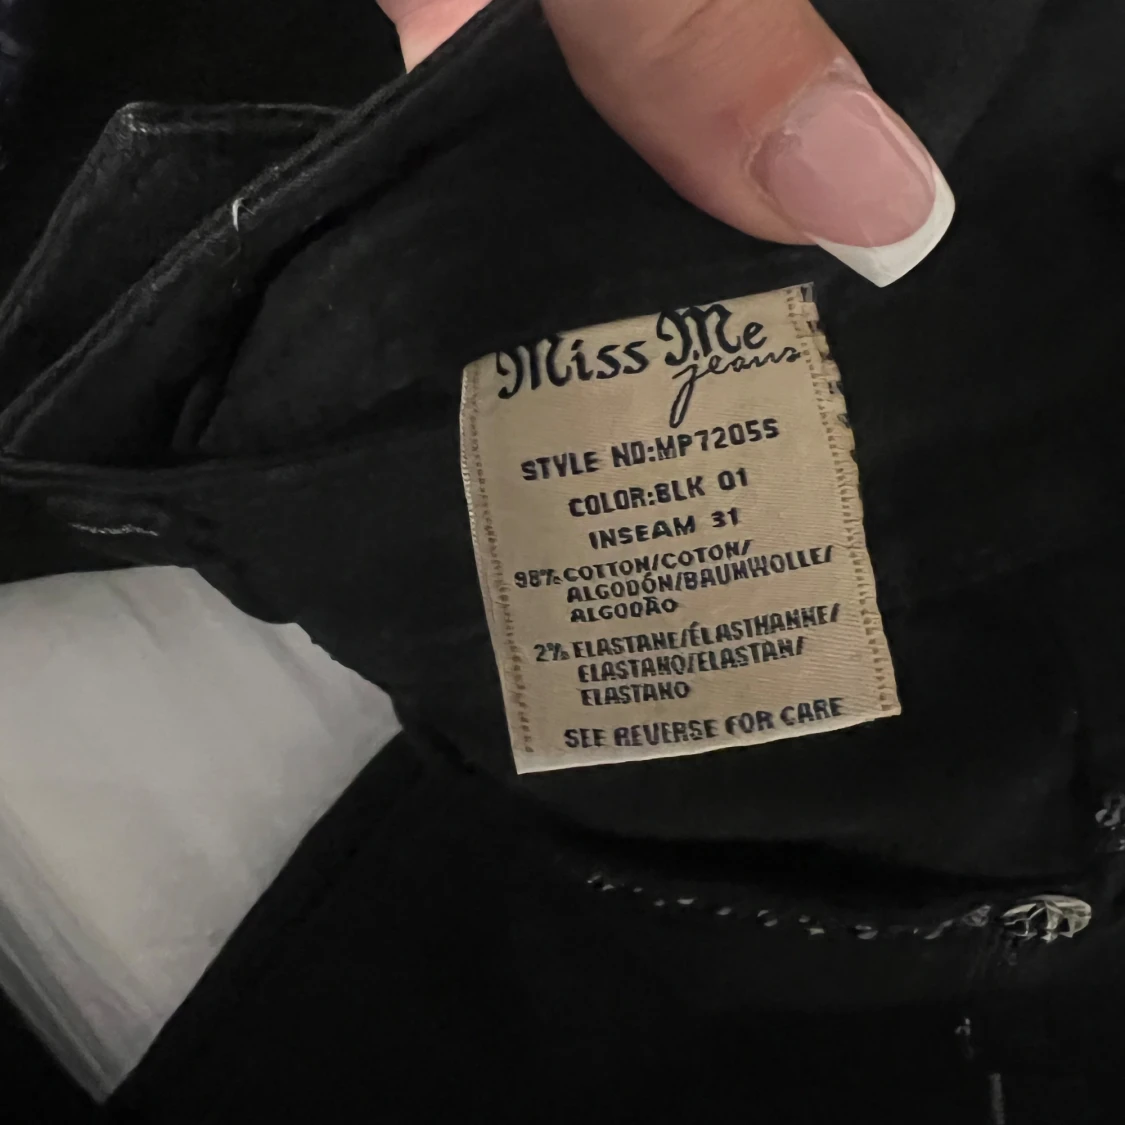 Miss Me
jeans
STYLE NO:MP7205S
COLOR:BLK 01
INSEAM 31
98% COTTON/COTON/
ALGODÓN/BAUMWOLLE/
ALGODÃO
2% ELASTANE/ÉLASTHANNE/
ELASTANO/ELASTAN/
ELASTANO
SEE REVERSE FOR CARE